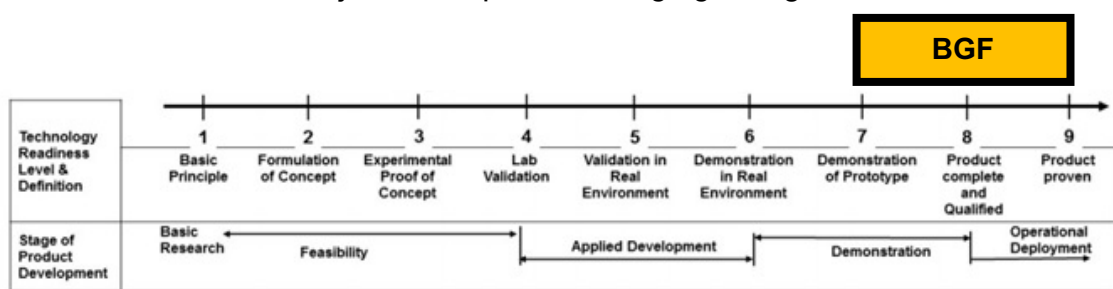 BGF
Technology
Readiness
Level &
Definition
1 2 3 4 5 6 7 8 9
Basic
Principle
Formulation
of Concept
Experimental
Proof of
Concept
Lab
Validation
Validation in
Real
Environment
Demonstration
in Real
Environment
Demonstration
of Prototype
Product
complete
and
Qualified
Product
proven
Stage of
Product
Development
Basic
Research
Feasibility
Applied Development
Demonstration
Operational
Deployment